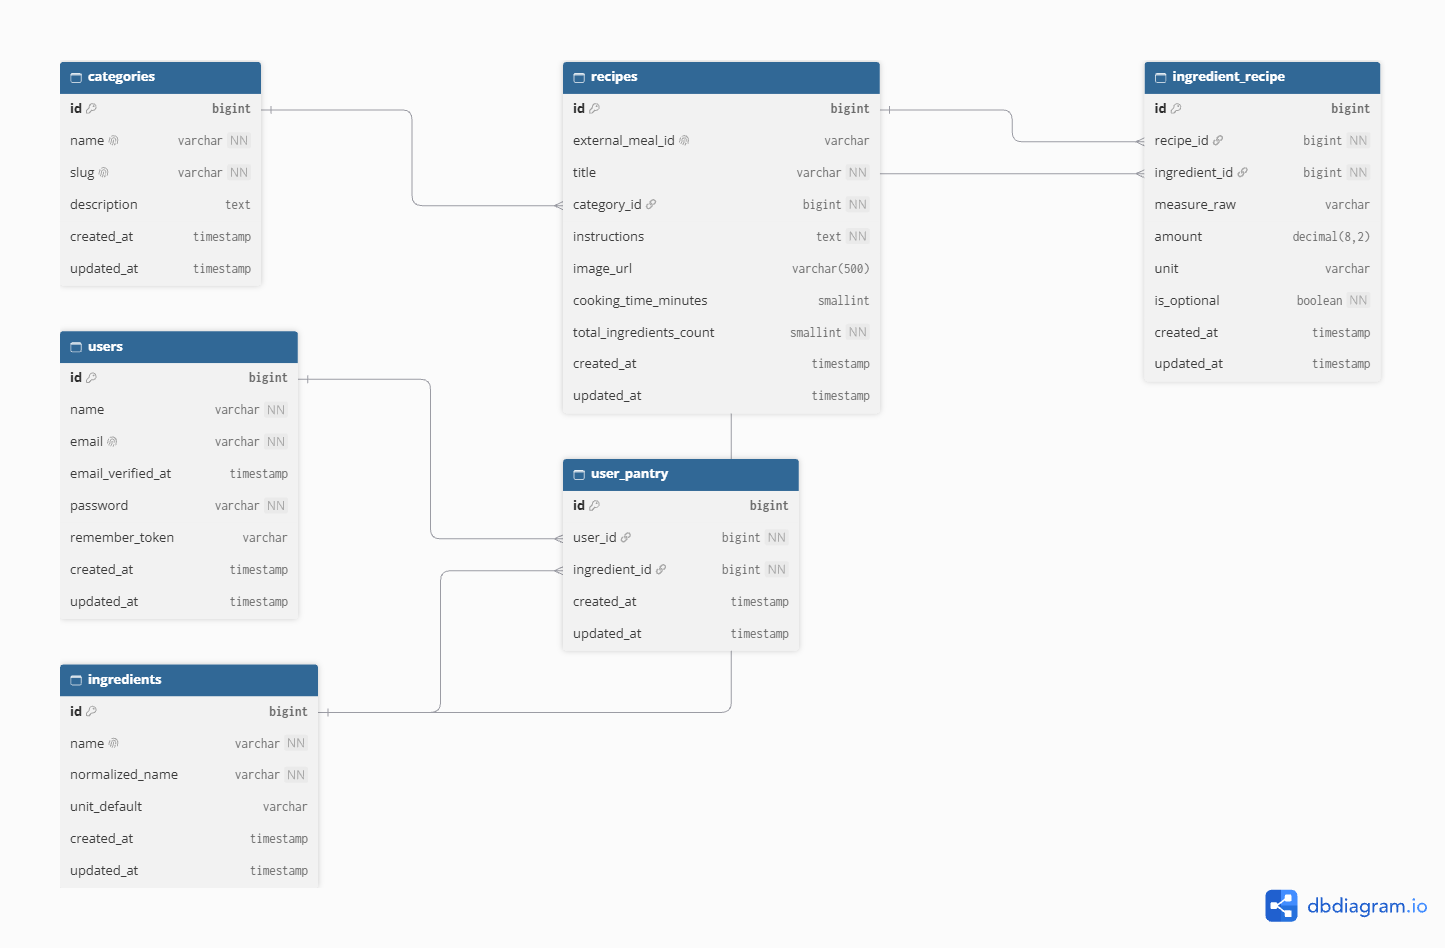 categories
id bigint
name varchar NN
slug varchar NN
description text
created_at timestamp
updated_at timestamp
recipes
id bigint
external_meal_id varchar
title varchar NN
category_id bigint NN
instructions text NN
image_url varchar(500)
cooking_time_minutes smallint
total_ingredients_count smallint NN
created_at timestamp
updated_at timestamp
ingredient_recipe
id bigint
recipe_id bigint NN
ingredient_id bigint NN
measure_raw varchar
amount decimal(8,2)
unit varchar
is_optional boolean NN
created_at timestamp
updated_at timestamp
users
id bigint
name varchar NN
email varchar NN
email_verified_at timestamp
password varchar NN
remember_token varchar
created_at timestamp
updated_at timestamp
user_pantry
id bigint
user_id bigint NN
ingredient_id bigint NN
created_at timestamp
updated_at timestamp
ingredients
id bigint
name varchar NN
normalized_name varchar NN
unit_default varchar
created_at timestamp
updated_at timestamp
dbdiagram.io